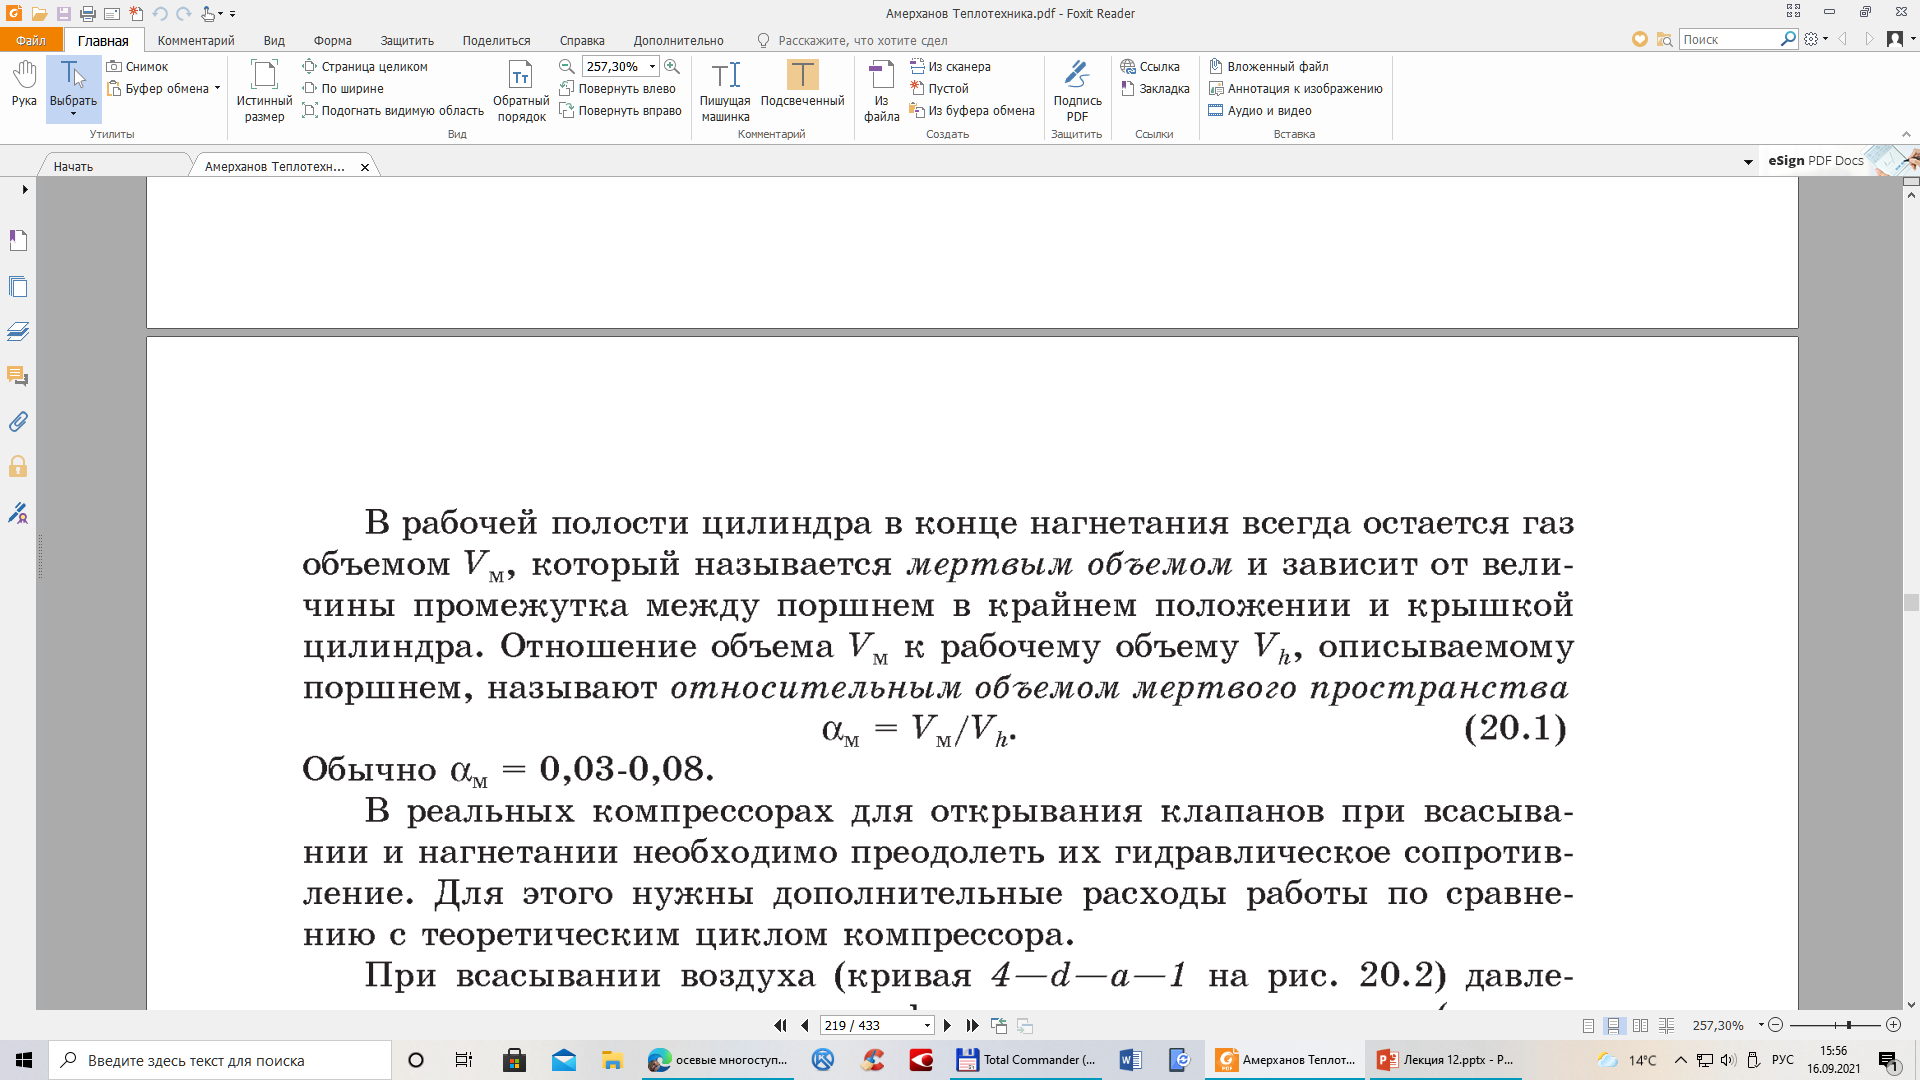 Амерханов Теплотехника.pdf - Foxit Reader
Файл Главная Комментарий Вид Форма Защитить Поделиться Справка Дополнительно Расскажите, что хотите сдел Поиск
Рука
Выбрать
Снимок
Буфер обмена
Утилиты
Истинный размер
Страница целиком
По ширине
Подогнать видимую область
Обратный порядок
257,30%
Повернуть влево
Повернуть вправо
Вид
Пишущая машинка
Подсвеченный
Комментарий
Из файла
Из сканера
Пустой
Из буфера обмена
Создать
Подпись PDF
Защитить
Ссылка
Закладка
Ссылки
Вложенный файл
Аннотация к изображению
Аудио и видео
Вставка
Начать Амерханов Теплотехн... eSign PDF Docs
В рабочей полости цилиндра в конце нагнетания всегда остается газ
объемом Vм, который называется мертвым объемом и зависит от вели-
чины промежутка между поршнем в крайнем положении и крышкой
цилиндра. Отношение объема Vм к рабочему объему Vh, описываемому
поршнем, называют относительным объемом мертвого пространства
αм = Vм/Vh. (20.1)
Обычно αм = 0,03-0,08.
В реальных компрессорах для открывания клапанов при всасыва-
нии и нагнетании необходимо преодолеть их гидравлическое сопротив-
ление. Для этого нужны дополнительные расходы работы по сравне-
нию с теоретическим циклом компрессора.
При всасывании воздуха (кривая 4—d—a—1 на рис. 20.2) давле-
219 / 433 257,30%
Введите здесь текст для поиска осевые многоступ... Total Commander (... Амерханов Теплот... Лекция 12.pptx - P... 14°C РУС 15:56
16.09.2021